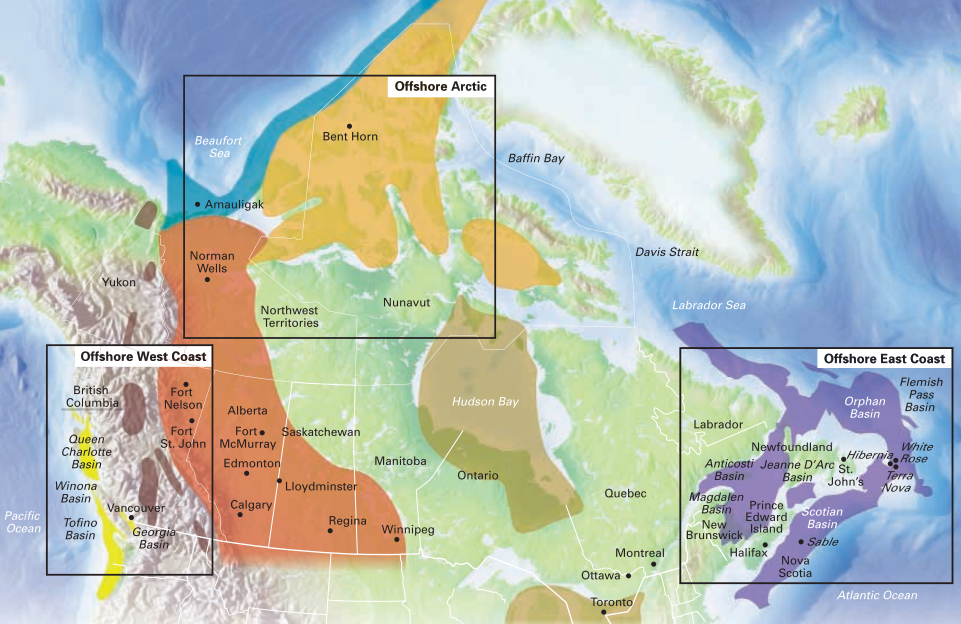 Offshore Arctic
Beaufort
Sea
Bent Horn
Baffin Bay
Amauligak
Norman
Wells
Davis Strait
Yukon
Nunavut
Northwest
Territories
Labrador Sea
Offshore West Coast
Offshore East Coast
British
Columbia
Fort
Nelson
Flemish
Pass
Basin
Hudson Bay
Orphan
Basin
Alberta
Fort
St. John
Fort
McMurray
Saskatchewan
Labrador
Queen
Charlotte
Basin
Newfoundland
Hibernia
White
Rose
Edmonton
Manitoba
Ontario
Anticosti
Basin
Jeanne D'Arc
Basin
St.
John's
Terra
Nova
Winona
Basin
Lloydminster
Quebec
Magdalen
Basin
Prince
Edward
Island
Scotian
Basin
Pacific
Ocean
Tofino
Basin
Vancouver
Georgia
Basin
Calgary
Regina
Winnipeg
New
Brunswick
Halifax
Sable
Montreal
Ottawa
Nova
Scotia
Toronto
Atlantic Ocean